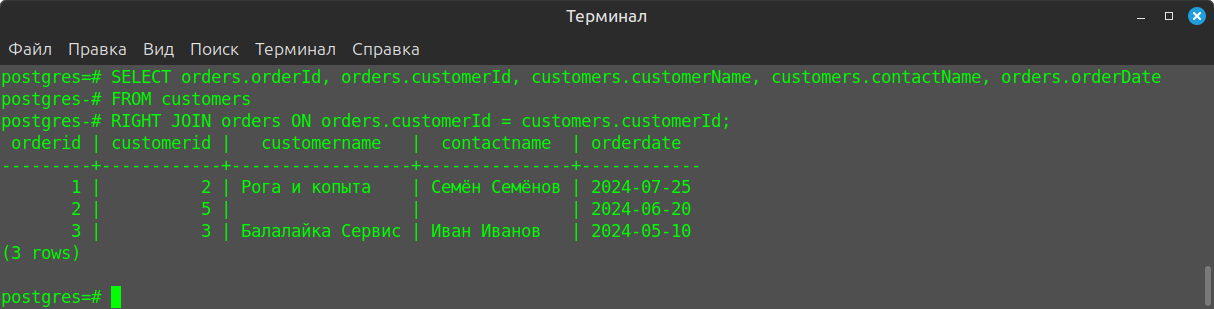 Терминал
Файл Правка Вид Поиск Терминал Справка
postgres=# SELECT orders.orderId, orders.customerId, customers.customerName, customers.contactName, orders.orderDate
postgres-# FROM customers
postgres-# RIGHT JOIN orders ON orders.customerId = customers.customerId;
 orderid | customerid |   customername   |  contactname  | orderdate
---------+------------+------------------+---------------+------------
       1 |          2 | Рога и копыта    | Семён Семёнов | 2024-07-25
       2 |          5 |                  |               | 2024-06-20
       3 |          3 | Балалайка Сервис | Иван Иванов   | 2024-05-10
(3 rows)
postgres=#